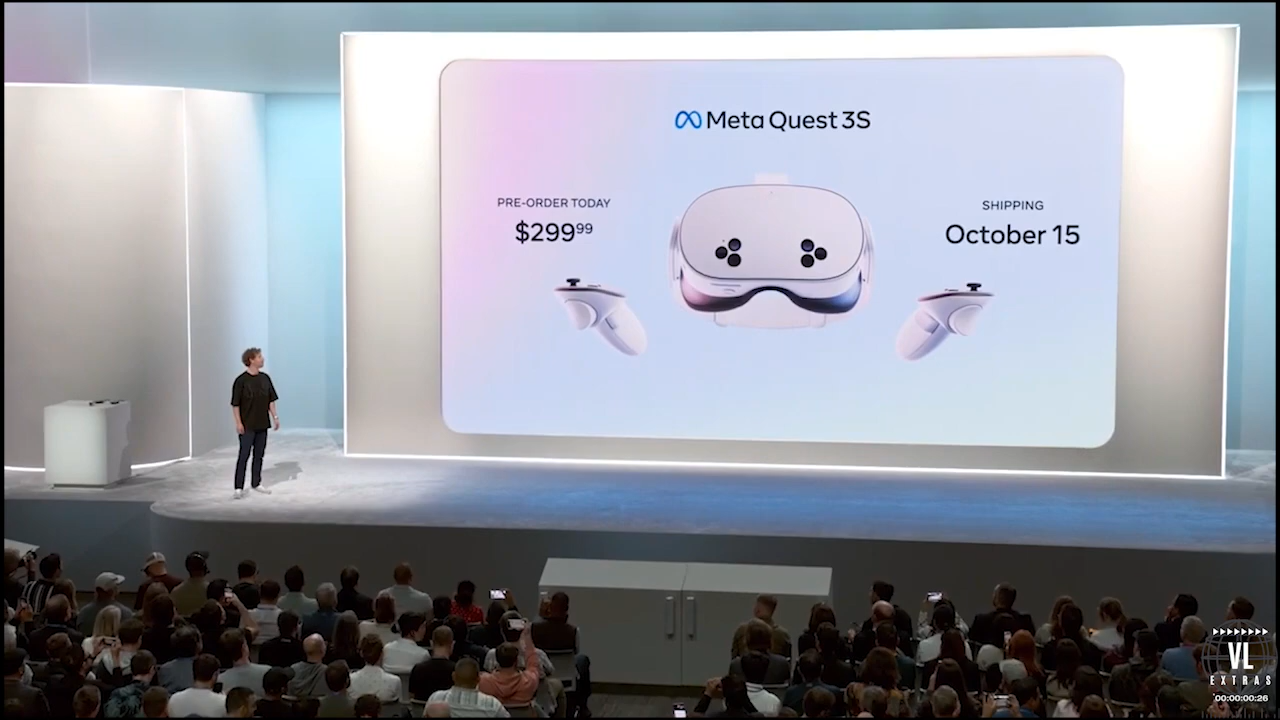 Meta Quest 3S
PRE-ORDER TODAY
$29999
SHIPPING
October 15
VL
EXTRAS
00:00:00:26